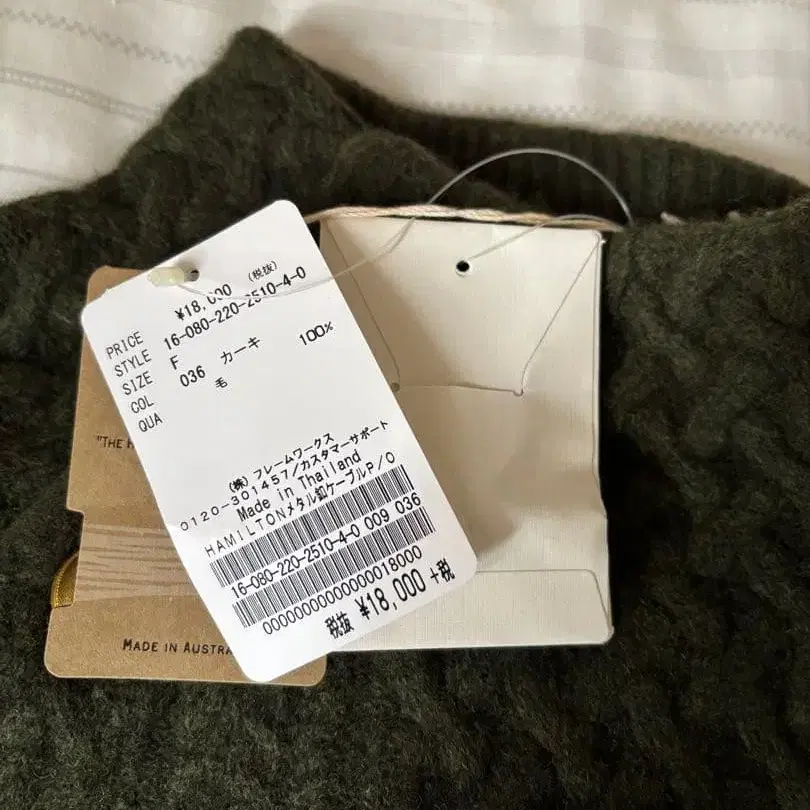 PRICE ¥18,000 (税抜)
STYLE 16-080-220-2510-4-0
SIZE F
COL 036 カーキ
QUA 毛 100%
(株) フレームワークス
0120-301457/カスタマーサポート
Made in Thailand
HAMILTONメタル釦ケーブルP/O
16-080-220-2510-4-0 009 036
0000000000000018000
税抜 ¥18,000 +税
"THE
MADE IN AUSTRA